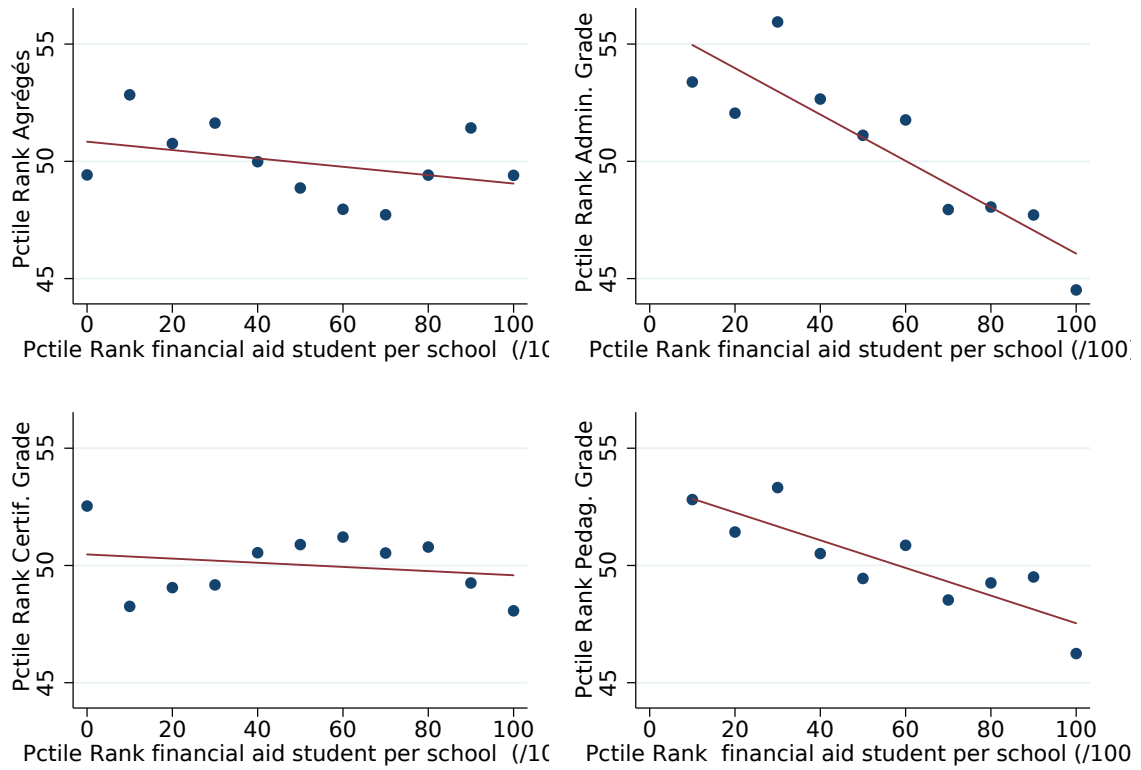 Pctile Rank Agrégés
55
50
45
0 20 40 60 80 100
Pctile Rank financial aid student per school (/10
Pctile Rank Admin. Grade
55
50
45
0 20 40 60 80 100
Pctile Rank financial aid student per school (/100)
Pctile Rank Certif. Grade
55
50
45
0 20 40 60 80 100
Pctile Rank financial aid student per school (/10
Pctile Rank Pedag. Grade
55
50
45
0 20 40 60 80 100
Pctile Rank financial aid student per school (/100